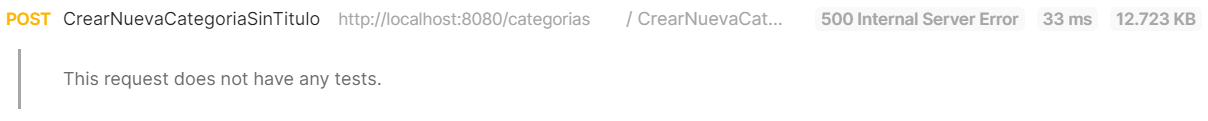 POST CrearNuevaCategoriaSinTitulo http://localhost:8080/categorias / CrearNuevaCat... 500 Internal Server Error 33 ms 12.723 KB
This request does not have any tests.